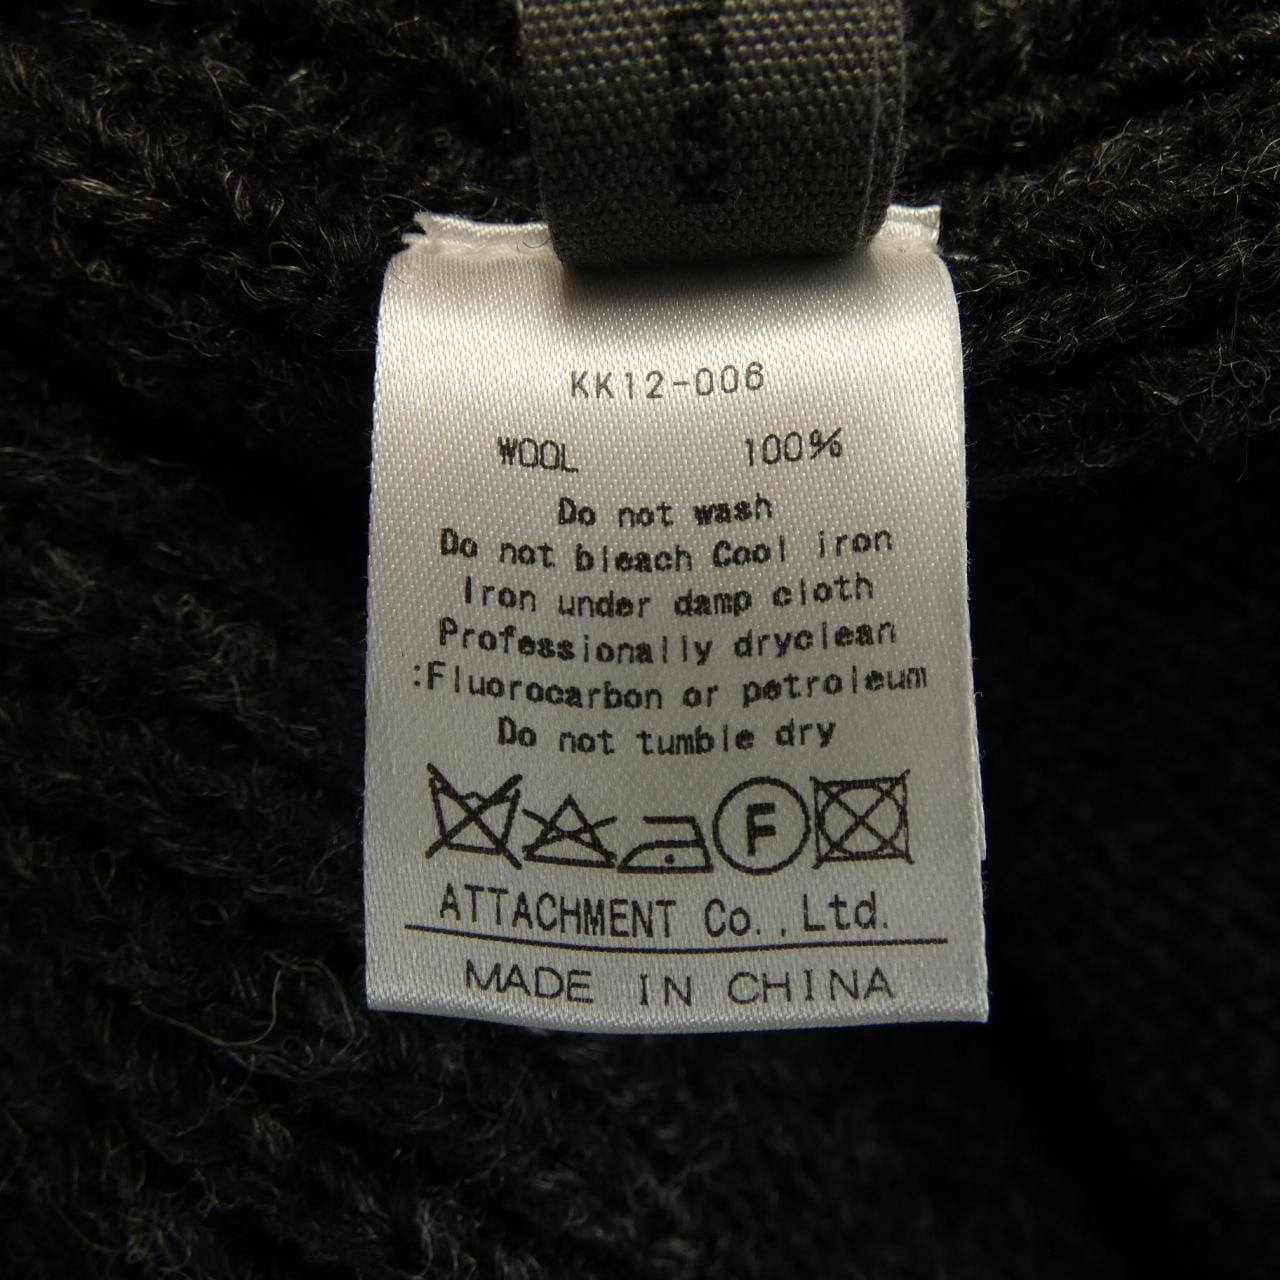 KK12-006
WOOL 100%
Do not wash
Do not bleach Cool iron
Iron under damp cloth
Professionally dryclean
:Fluorocarbon or petroleum
Do not tumble dry
F
ATTACHMENT Co.,Ltd.
MADE IN CHINA